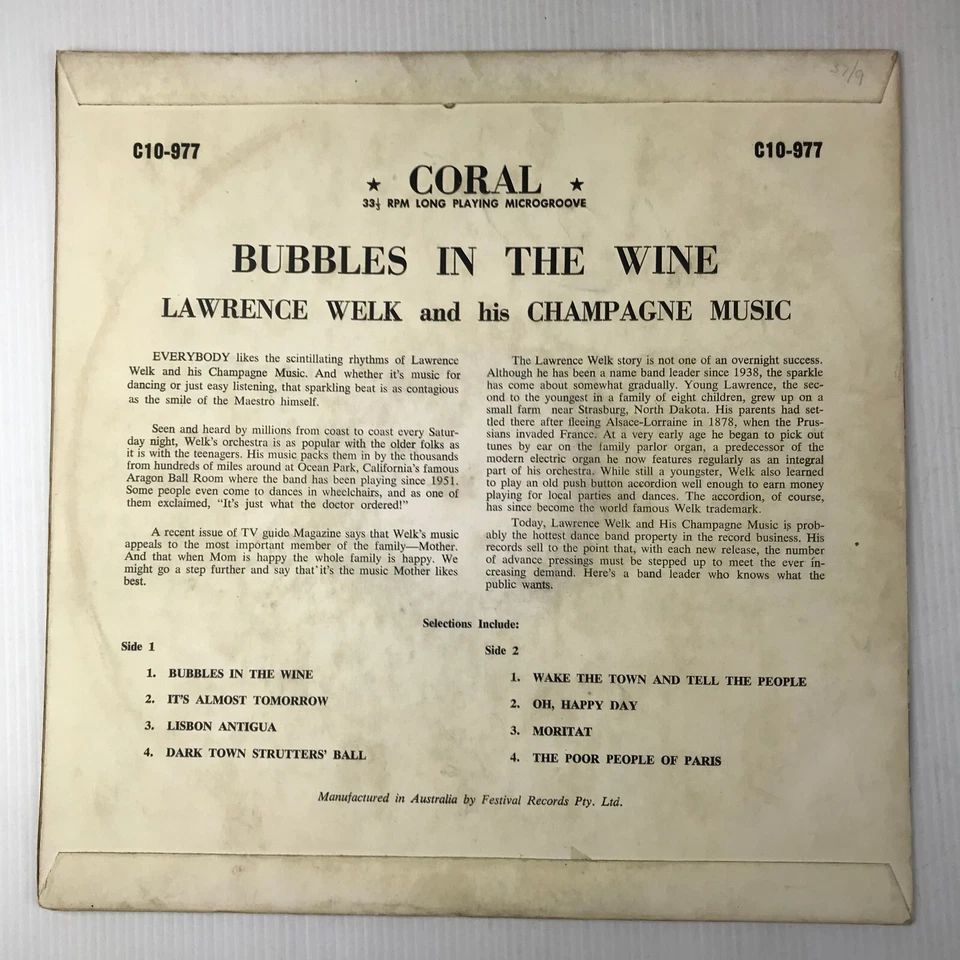 37/9
C10-977 C10-977
★ CORAL ★
33⅓ RPM LONG PLAYING MICROGROOVE
BUBBLES IN THE WINE
LAWRENCE WELK and his CHAMPAGNE MUSIC
EVERYBODY likes the scintillating rhythms of Lawrence
Welk and his Champagne Music. And whether it's music for
dancing or just easy listening, that sparkling beat is as contagious
as the smile of the Maestro himself.
Seen and heard by millions from coast to coast every Satur-
day night, Welk's orchestra is as popular with the older folks as
it is with the teenagers. His music packs them in by the thousands
from hundreds of miles around at Ocean Park, California's famous
Aragon Ball Room where the band has been playing since 1951.
Some people even come to dances in wheelchairs, and as one of
them exclaimed, "It's just what the doctor ordered!"
A recent issue of TV guide Magazine says that Welk's music
appeals to the most important member of the family—Mother.
And that when Mom is happy the whole family is happy. We
might go a step further and say that it's the music Mother likes
best.
The Lawrence Welk story is not one of an overnight success.
Although he has been a name band leader since 1938, the sparkle
has come about somewhat gradually. Young Lawrence, the sec-
ond to the youngest in a family of eight children, grew up on a
small farm near Strasburg, North Dakota. His parents had set-
tled there after fleeing Alsace-Lorraine in 1878, when the Prus-
sians invaded France. At a very early age he began to pick out
tunes by ear on the family parlor organ, a predecessor of the
modern electric organ he now features regularly as an integral
part of his orchestra. While still a youngster, Welk also learned
to play an old push button accordion well enough to earn money
playing for local parties and dances. The accordion, of course,
has since become the world famous Welk trademark.
Today, Lawrence Welk and His Champagne Music is prob-
ably the hottest dance band property in the record business. His
records sell to the point that, with each new release, the number
of advance pressings must be stepped up to meet the ever in-
creasing demand. Here's a band leader who knows what the
public wants.
Selections Include:
Side 1
1. BUBBLES IN THE WINE
2. IT'S ALMOST TOMORROW
3. LISBON ANTIGUA
4. DARK TOWN STRUTTERS' BALL
Side 2
1. WAKE THE TOWN AND TELL THE PEOPLE
2. OH, HAPPY DAY
3. MORITAT
4. THE POOR PEOPLE OF PARIS
Manufactured in Australia by Festival Records Pty. Ltd.